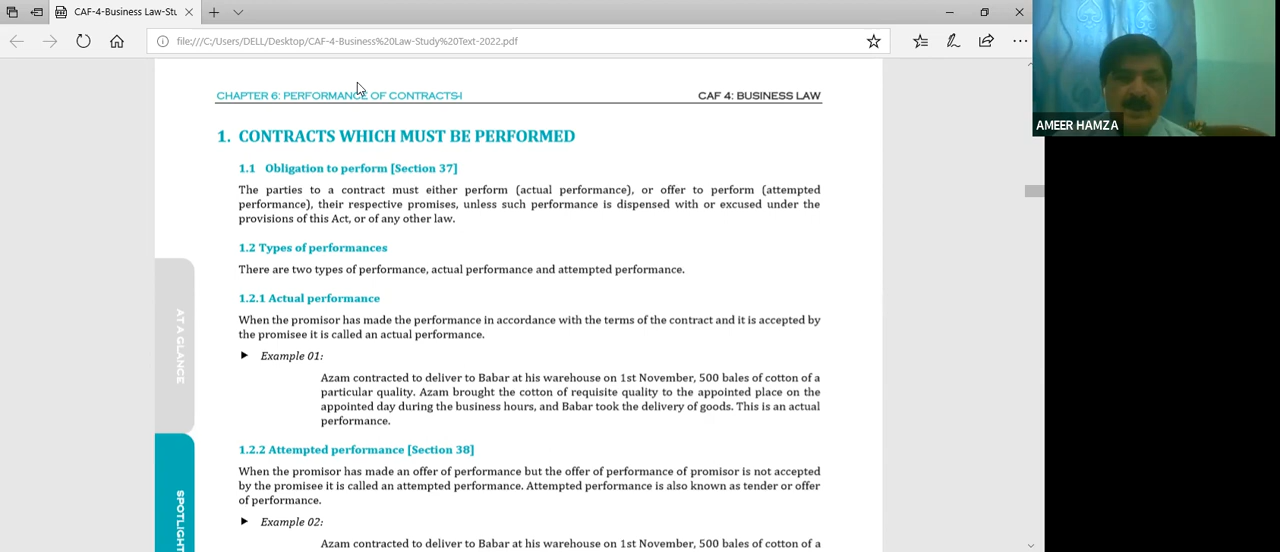 CAF-4-Business Law-Stu
file:///C:/Users/DELL/Desktop/CAF-4-Business%20Law-Study%20Text-2022.pdf
AMEER HAMZA
CHAPTER 6: PERFORMANCE OF CONTRACTS-I
CAF 4: BUSINESS LAW
1. CONTRACTS WHICH MUST BE PERFORMED
1.1 Obligation to perform [Section 37]
The parties to a contract must either perform (actual performance), or offer to perform (attempted
performance), their respective promises, unless such performance is dispensed with or excused under the
provisions of this Act, or of any other law.
1.2 Types of performances
There are two types of performance, actual performance and attempted performance.
1.2.1 Actual performance
When the promisor has made the performance in accordance with the terms of the contract and it is accepted by
the promisee it is called an actual performance.
Example 01:
Azam contracted to deliver to Babar at his warehouse on 1st November, 500 bales of cotton of a
particular quality. Azam brought the cotton of requisite quality to the appointed place on the
appointed day during the business hours, and Babar took the delivery of goods. This is an actual
performance.
1.2.2 Attempted performance [Section 38]
When the promisor has made an offer of performance but the offer of performance of promisor is not accepted
by the promisee it is called an attempted performance. Attempted performance is also known as tender or offer
of performance.
Example 02:
Azam contracted to deliver to Babar at his warehouse on 1st November, 500 bales of cotton of a
AT A GLANCE
SPOTLIGHT